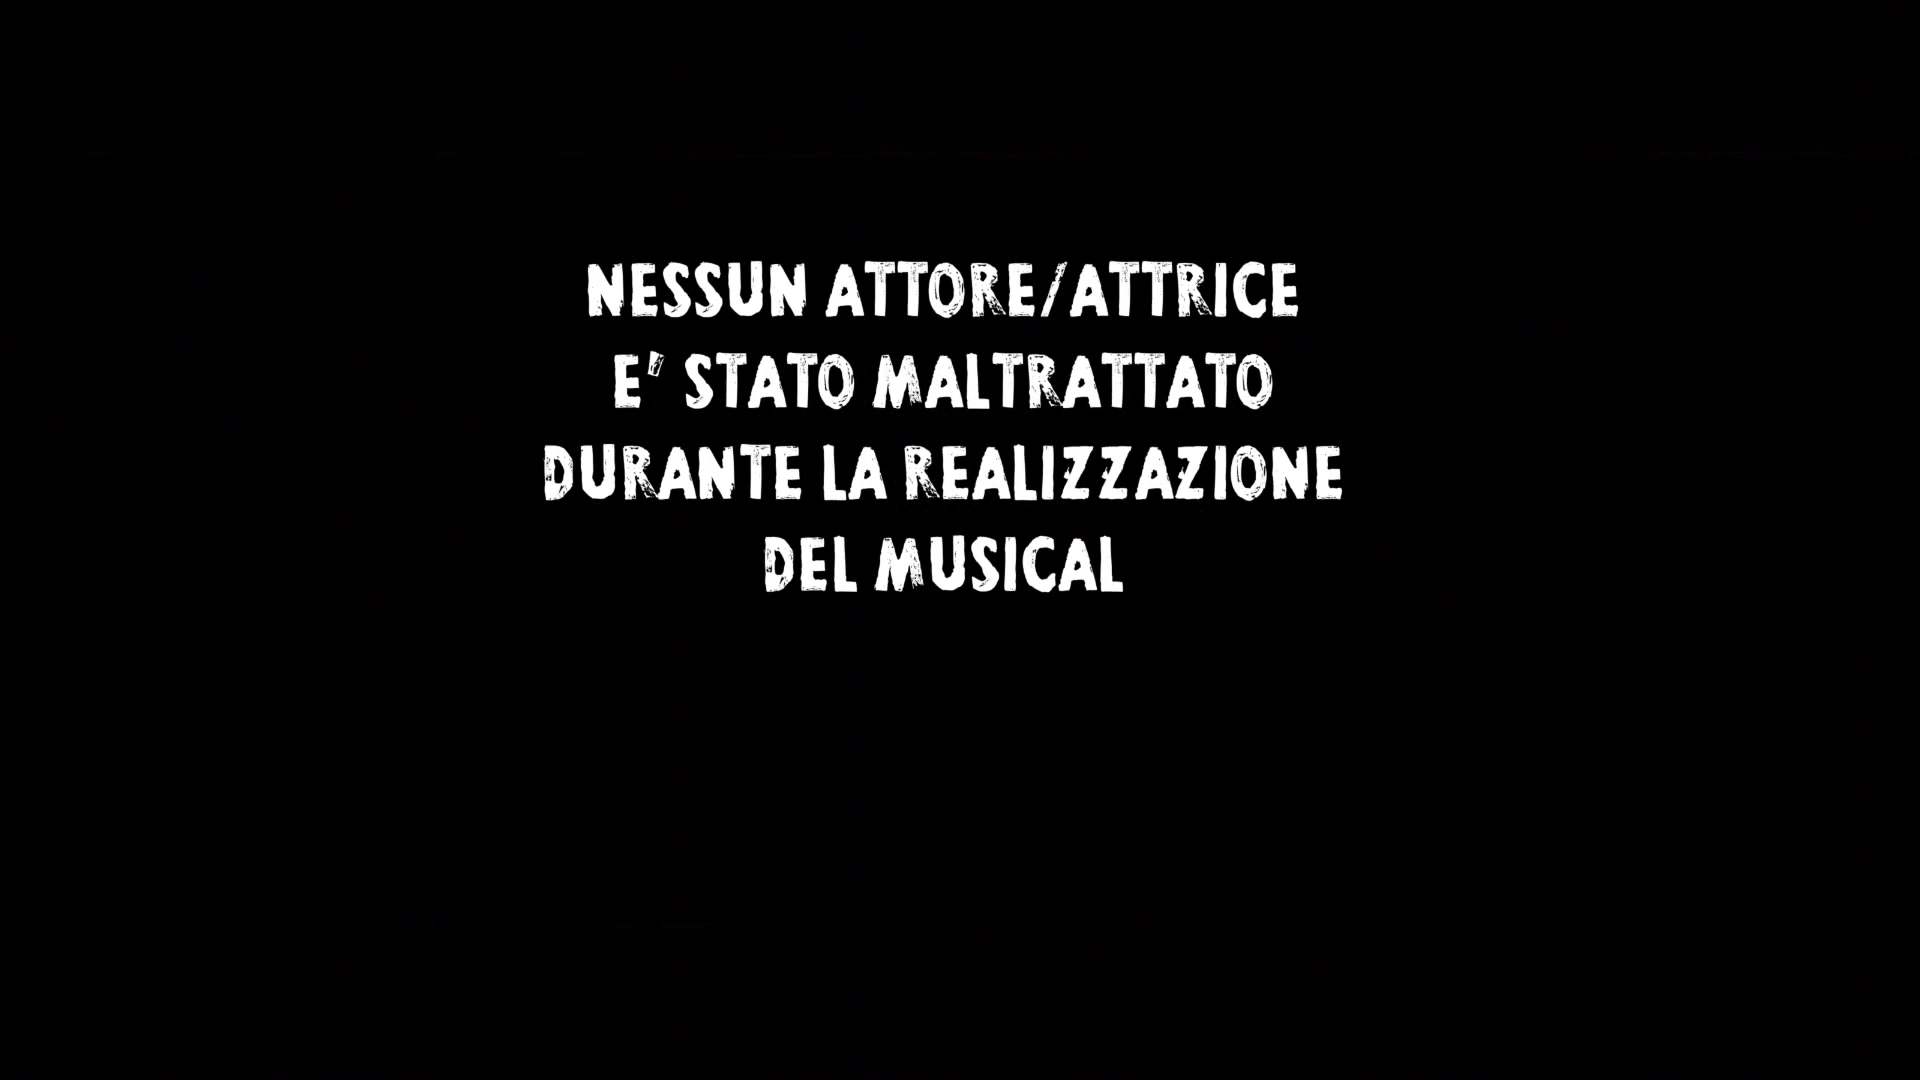 NESSUN ATTORE/ATTRICE
E' STATO MALTRATTATO
DURANTE LA REALIZZAZIONE
DEL MUSICAL